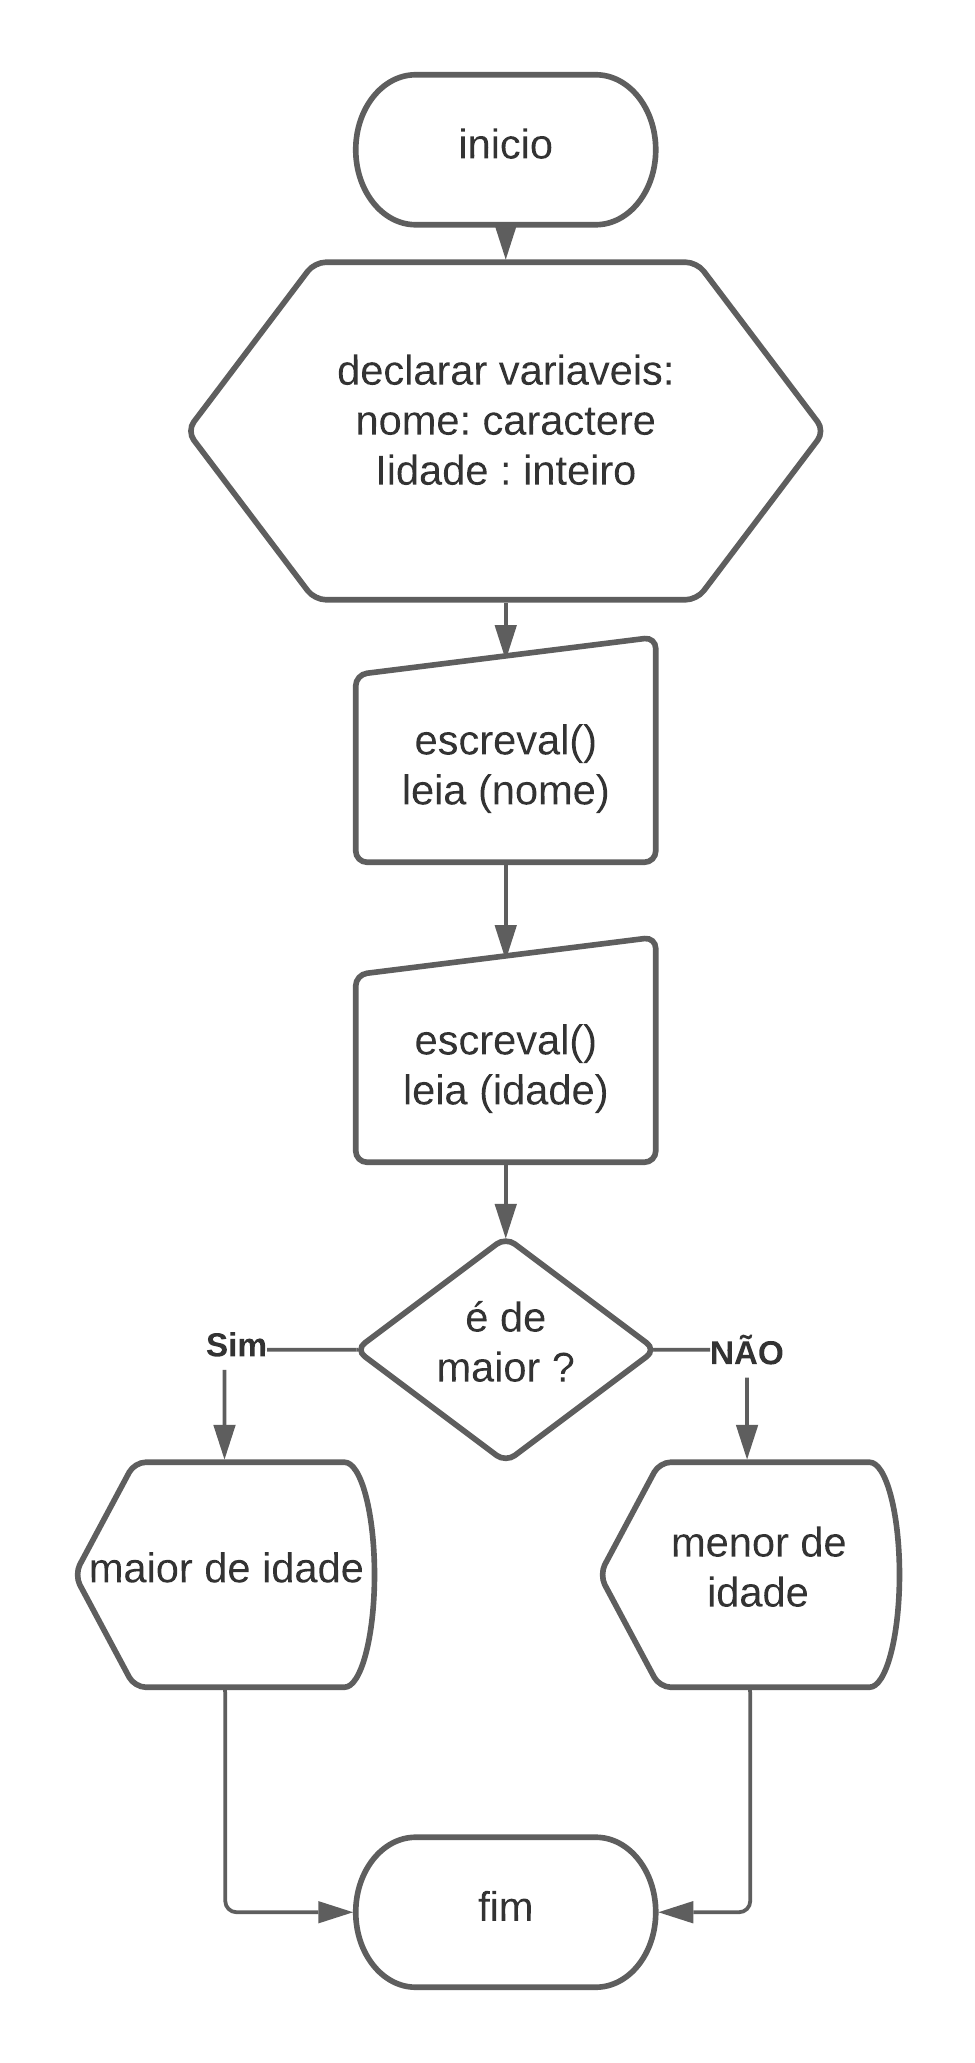 inicio
declarar variaveis:
nome: caractere
Iidade : inteiro
escreval()
leia (nome)
escreval()
leia (idade)
é de
maior ?
Sim
NÃO
maior de idade
menor de
idade
fim